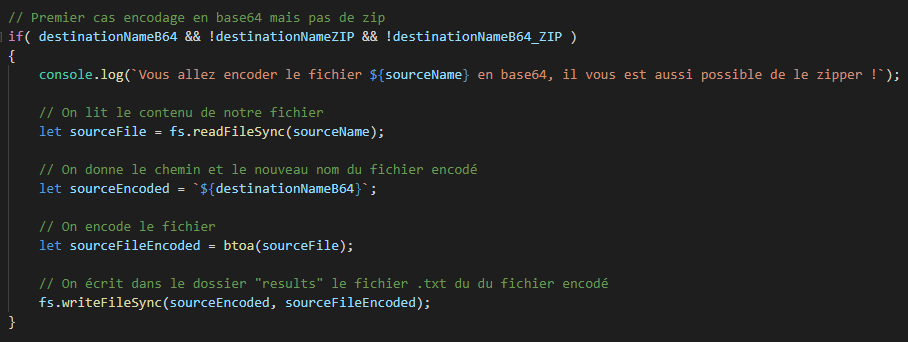 // Premier cas encodage en base64 mais pas de zip
if( destinationNameB64 && !destinationNameZIP && !destinationNameB64_ZIP )
{
console.log(`Vous allez encoder le fichier ${sourceName} en base64, il vous est aussi possible de le zipper !`);
// On lit le contenu de notre fichier
let sourceFile = fs.readFileSync(sourceName);
// On donne le chemin et le nouveau nom du fichier encodé
let sourceEncoded = `${destinationNameB64}`;
// On encode le fichier
let sourceFileEncoded = btoa(sourceFile);
// On écrit dans le dossier "results" le fichier .txt du du fichier encodé
fs.writeFileSync(sourceEncoded, sourceFileEncoded);
}